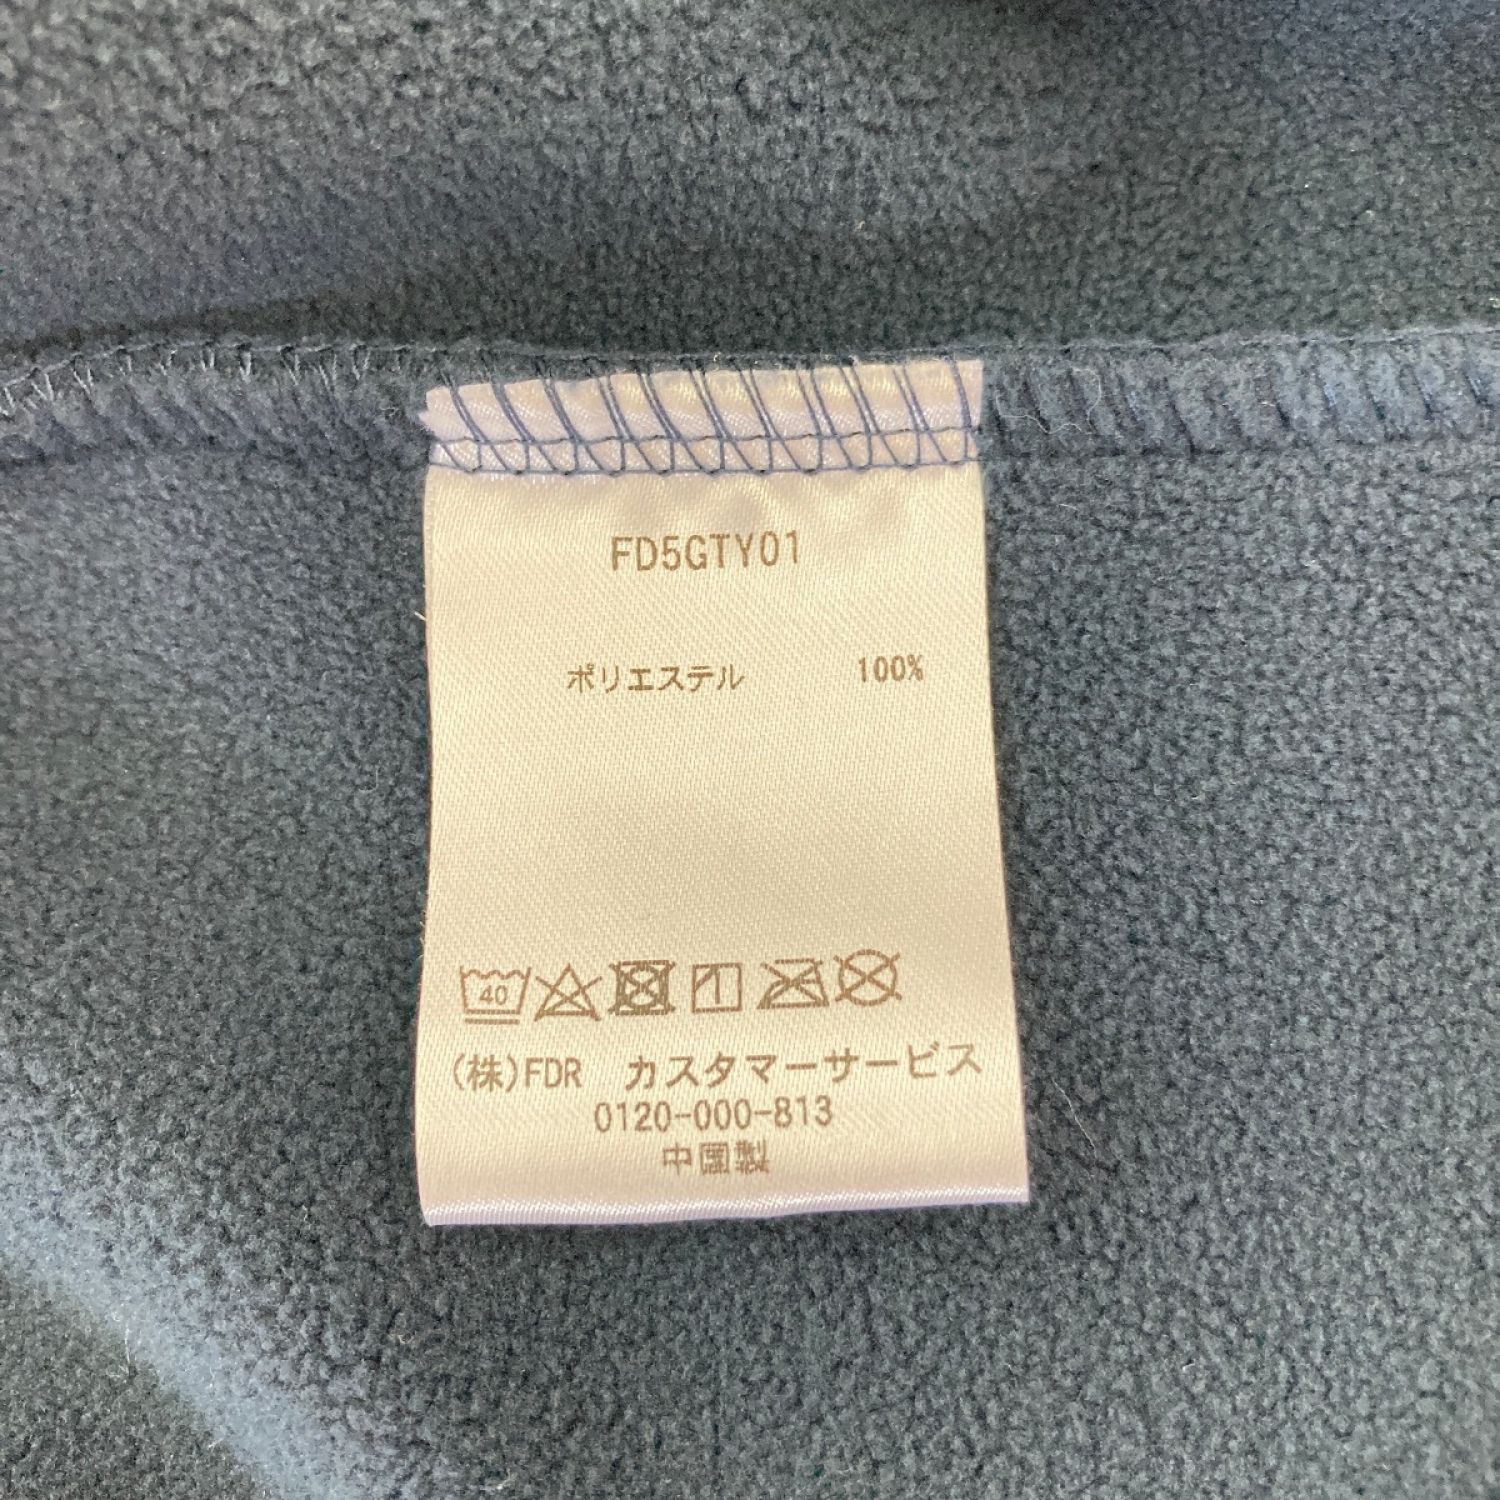 FD5GTY01
ポリエステル 100%
40
(株)FDR カスタマーサービス
0120-000-813
中国製